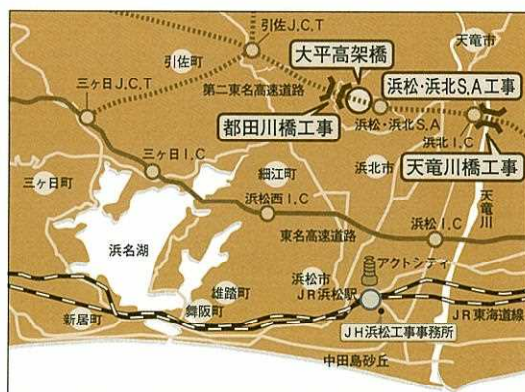 引佐J.C.T
天竜市
大平高架橋
引佐町
浜松・浜北S.A工事
三ヶ日J.C.T
第二東名高速道路
都田川橋工事
浜松・浜北S.A
浜北I.C
天竜川橋工事
三ヶ日I.C
細江町
浜北市
三ヶ日町
浜松西I.C
天竜川
浜松I.C
東名高速道路
浜名湖
アクトシティ
浜松市
JR浜松駅
雄踏町
舞阪町
新居町
JR東海道線
JH浜松工事事務所
中田島砂丘